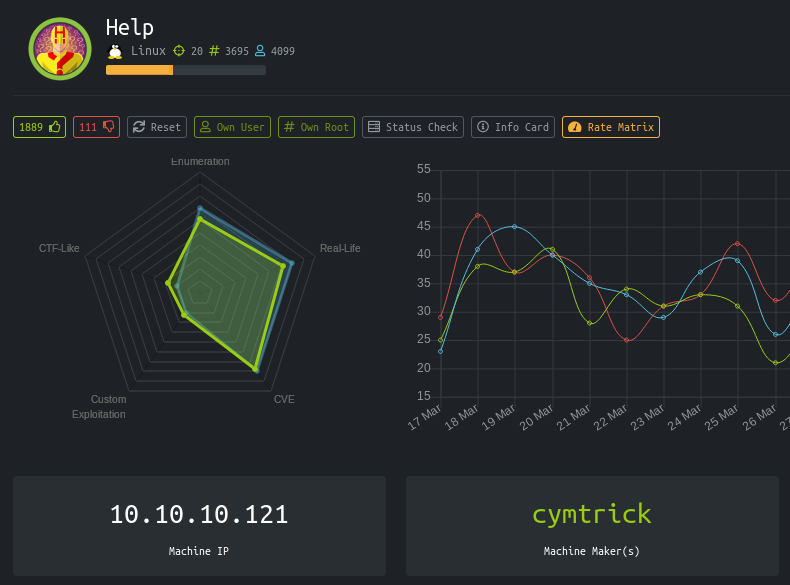 Help
Linux 20 # 3695 4099
1889 111 Reset Own User # Own Root Status Check Info Card Rate Matrix
Enumeration
CTF-Like
Real-Life
Custom
Exploitation
CVE
55
50
45
40
35
30
25
20
15
17 Mar 18 Mar 19 Mar 20 Mar 21 Mar 22 Mar 23 Mar 24 Mar 25 Mar 26 Mar 27
10.10.10.121
Machine IP
cymtrick
Machine Maker(s)